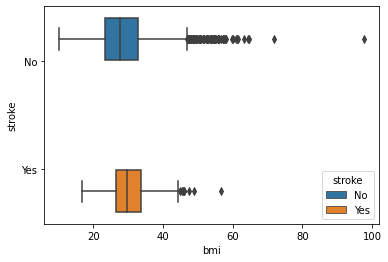 No
stroke
Yes
stroke
No
Yes
20
40
60
80
100
bmi